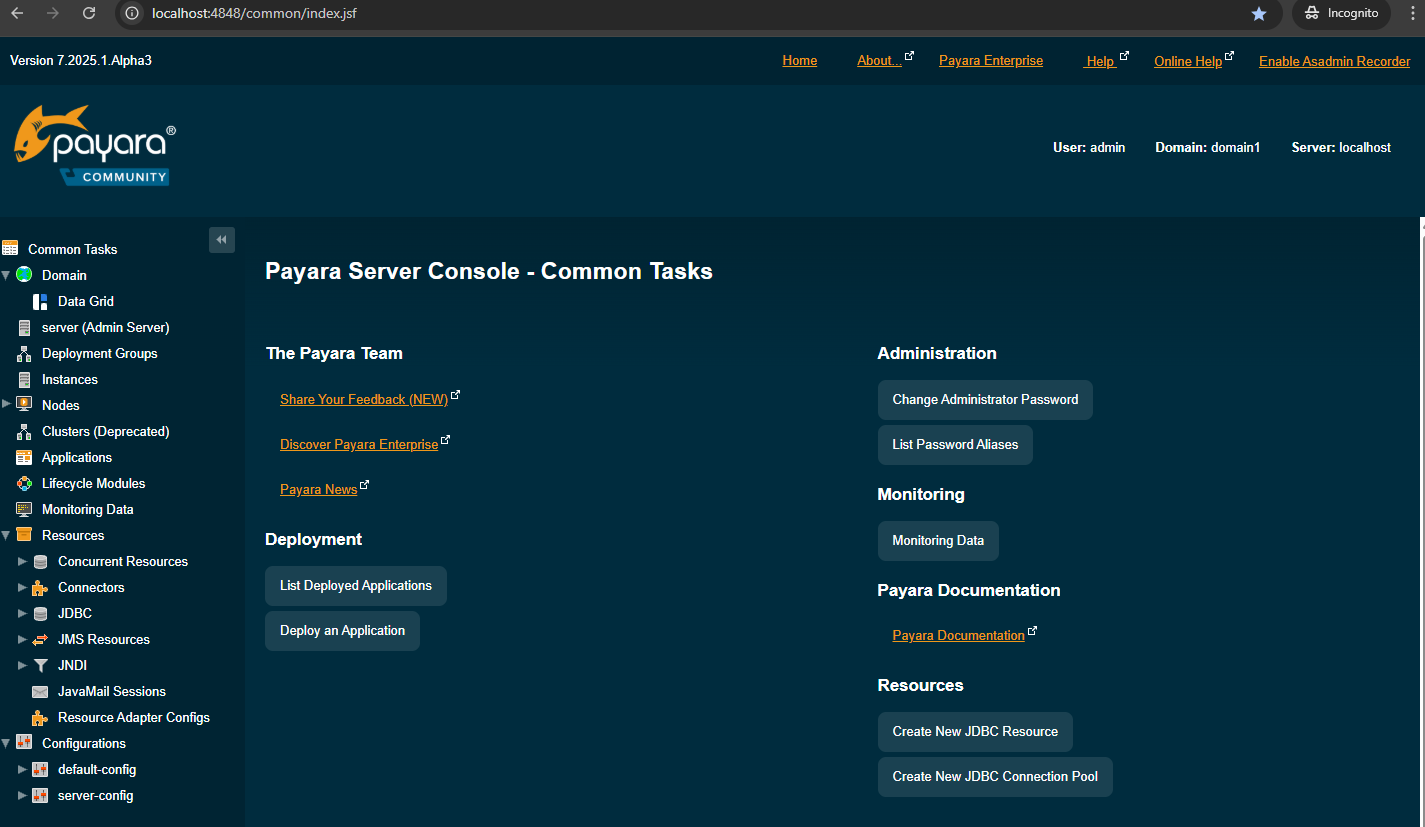 localhost:4848/common/index.jsf
Incognito
Version 7.2025.1.Alpha3
Home About... Payara Enterprise Help Online Help Enable Asadmin Recorder
payara®
COMMUNITY
User: admin Domain: domain1 Server: localhost
Common Tasks
Domain
Data Grid
server (Admin Server)
Deployment Groups
Instances
Nodes
Clusters (Deprecated)
Applications
Lifecycle Modules
Monitoring Data
Resources
Concurrent Resources
Connectors
JDBC
JMS Resources
JNDI
JavaMail Sessions
Resource Adapter Configs
Configurations
default-config
server-config
Payara Server Console - Common Tasks
The Payara Team
Share Your Feedback (NEW)
Discover Payara Enterprise
Payara News
Deployment
List Deployed Applications
Deploy an Application
Administration
Change Administrator Password
List Password Aliases
Monitoring
Monitoring Data
Payara Documentation
Payara Documentation
Resources
Create New JDBC Resource
Create New JDBC Connection Pool